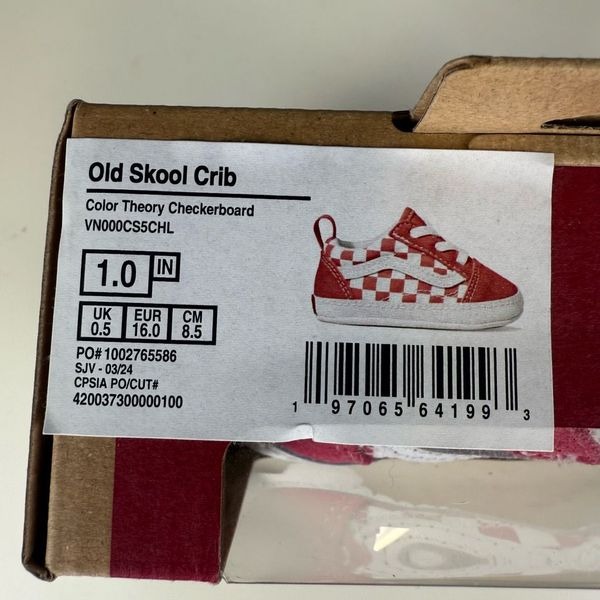 Old Skool Crib
Color Theory Checkerboard
VN000CS5CHL
1.0 IN
UK EUR CM
0.5 16.0 8.5
PO# 1002765586
SJV - 03/24
CPSIA PO/CUT#
420037300000100
1 97065 64199 3